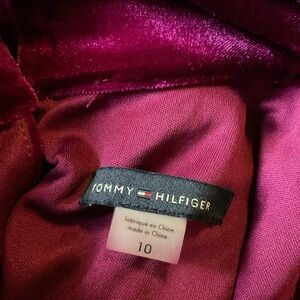 TOMMY HILFIGER
fabriqué en Chine
made in China
10